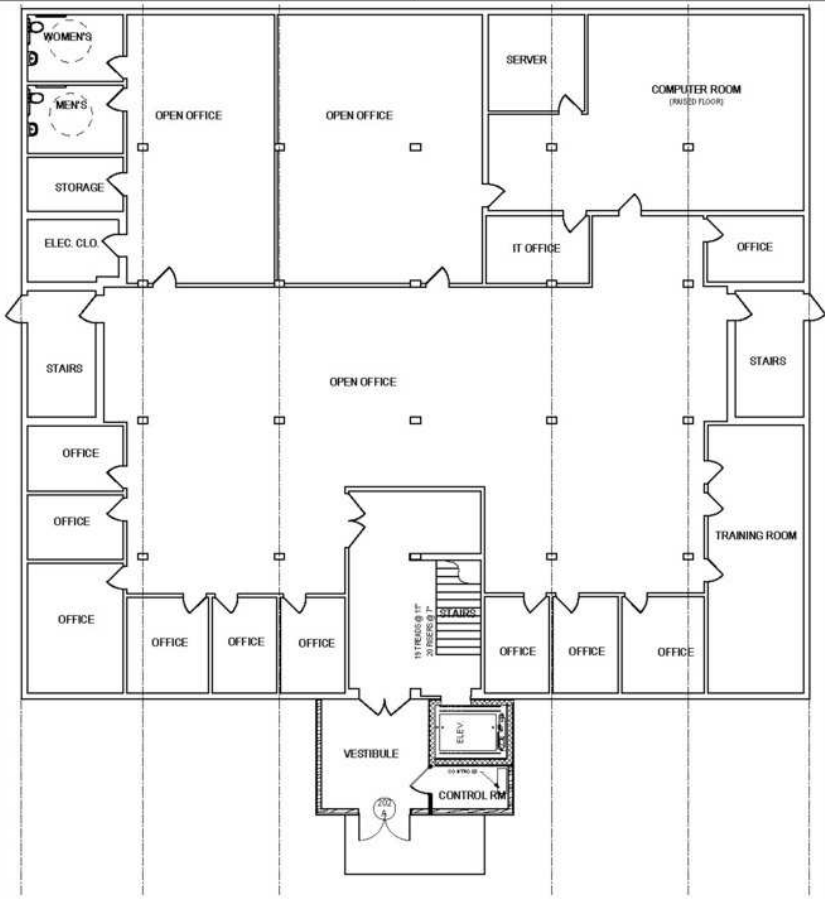 WOMEN'S
SERVER
COMPUTER ROOM
(RAISED FLOOR)
MEN'S
OPEN OFFICE
OPEN OFFICE
STORAGE
ELEC. CLO.
IT OFFICE
OFFICE
STAIRS
STAIRS
OPEN OFFICE
OFFICE
OFFICE
TRAINING ROOM
OFFICE
19 TREADS @ 11"
20 RISERS @ 7"
STAIRS
OFFICE
OFFICE
OFFICE
OFFICE
OFFICE
OFFICE
ELEV.
VESTIBULE
CONTROL RM
202